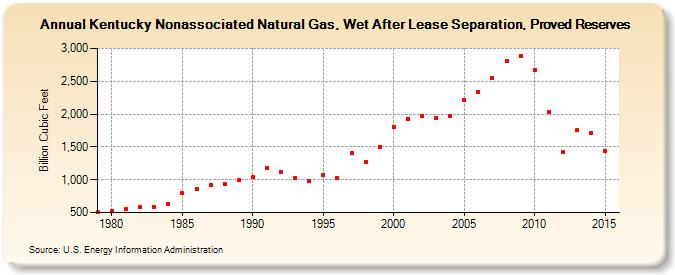 Annual Kentucky Nonassociated Natural Gas, Wet After Lease Separation, Proved Reserves
Billion Cubic Feet
3,000
2,500
2,000
1,500
1,000
500
1980 1985 1990 1995 2000 2005 2010 2015
Source: U.S. Energy Information Administration